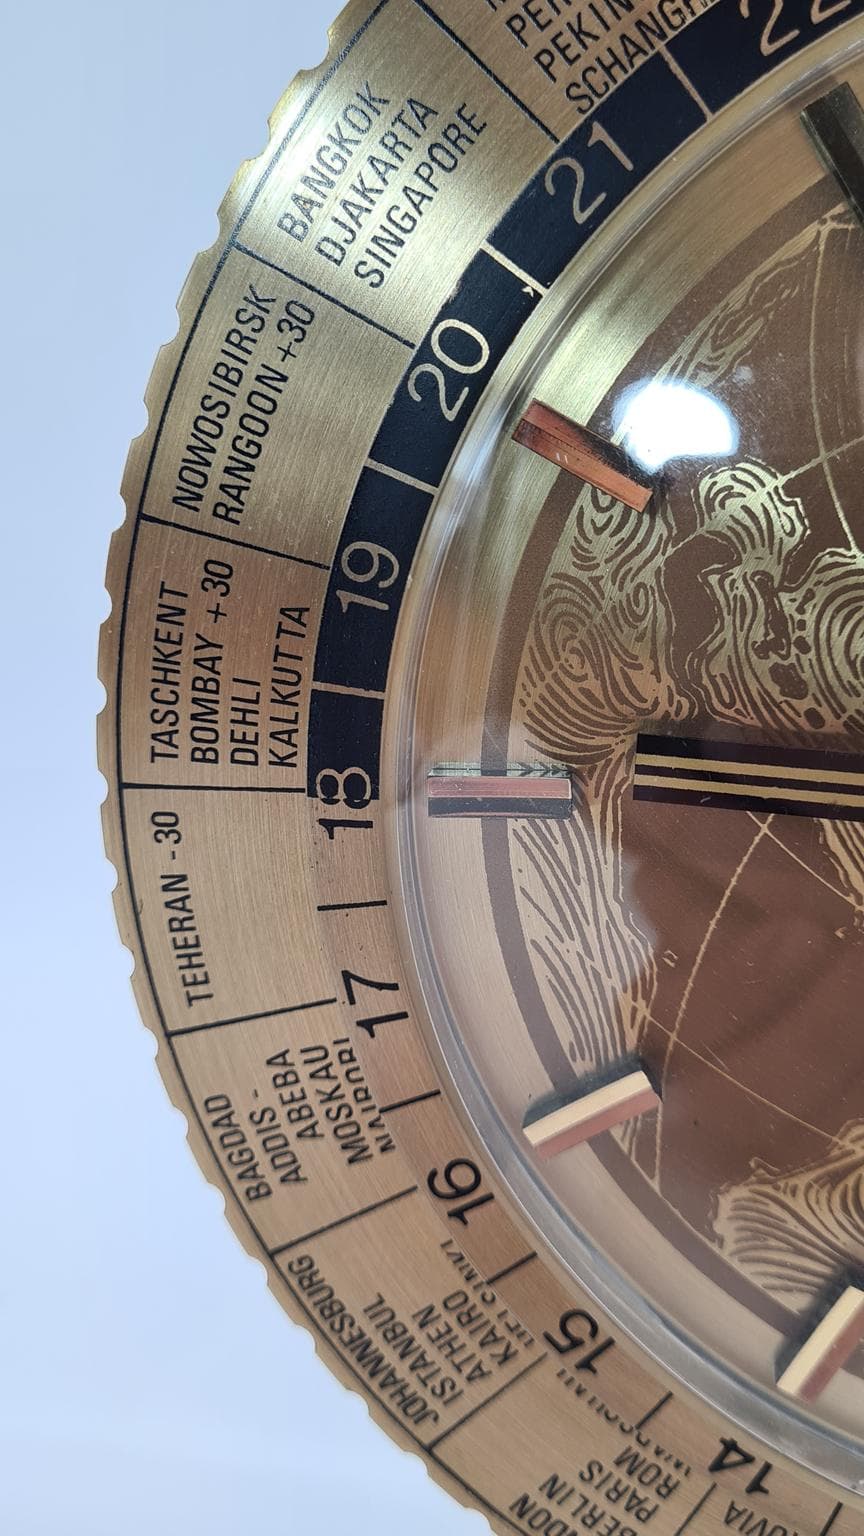 PEKING
SCHANGHAI
BANGKOK
DJAKARTA
SINGAPORE
NOWOSIBIRSK
RANGOON +30
TASCHKENT
BOMBAY +30
DEHLI
KALKUTTA
TEHERAN -30
BAGDAD
ADDIS -
ABEBA
MOSKAU
NAIROBI
JOHANNESBURG
ISTANBUL
ATHEN
KAIRO
BERLIN
PARIS
ROM
22
21
20
19
18
17
16
15
14